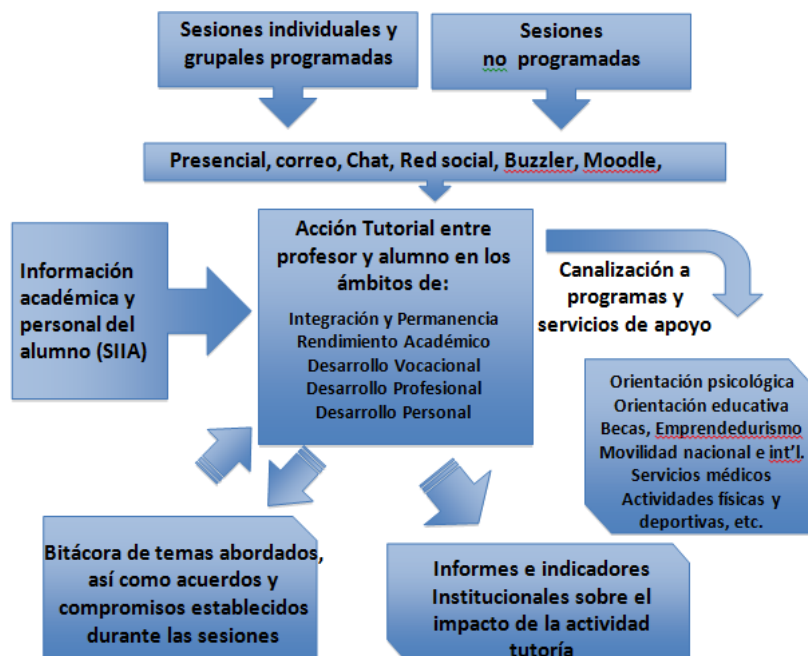 Sesiones individuales y
grupales programadas
Sesiones
no programadas
Presencial, correo, Chat, Red social, Buzzler, Moodle,
Información
académica y
personal del
alumno (SIIA)
Acción Tutorial entre
profesor y alumno en los
ámbitos de:
Integración y Permanencia
Rendimiento Académico
Desarrollo Vocacional
Desarrollo Profesional
Desarrollo Personal
Canalización a
programas y
servicios de apoyo
Orientación psicológica
Orientación educativa
Becas, Emprendedurismo
Movilidad nacional e int'l.
Servicios médicos
Actividades físicas y
deportivas, etc.
Bitácora de temas abordados,
así como acuerdos y
compromisos establecidos
durante las sesiones
Informes e indicadores
Institucionales sobre el
impacto de la actividad
tutoría